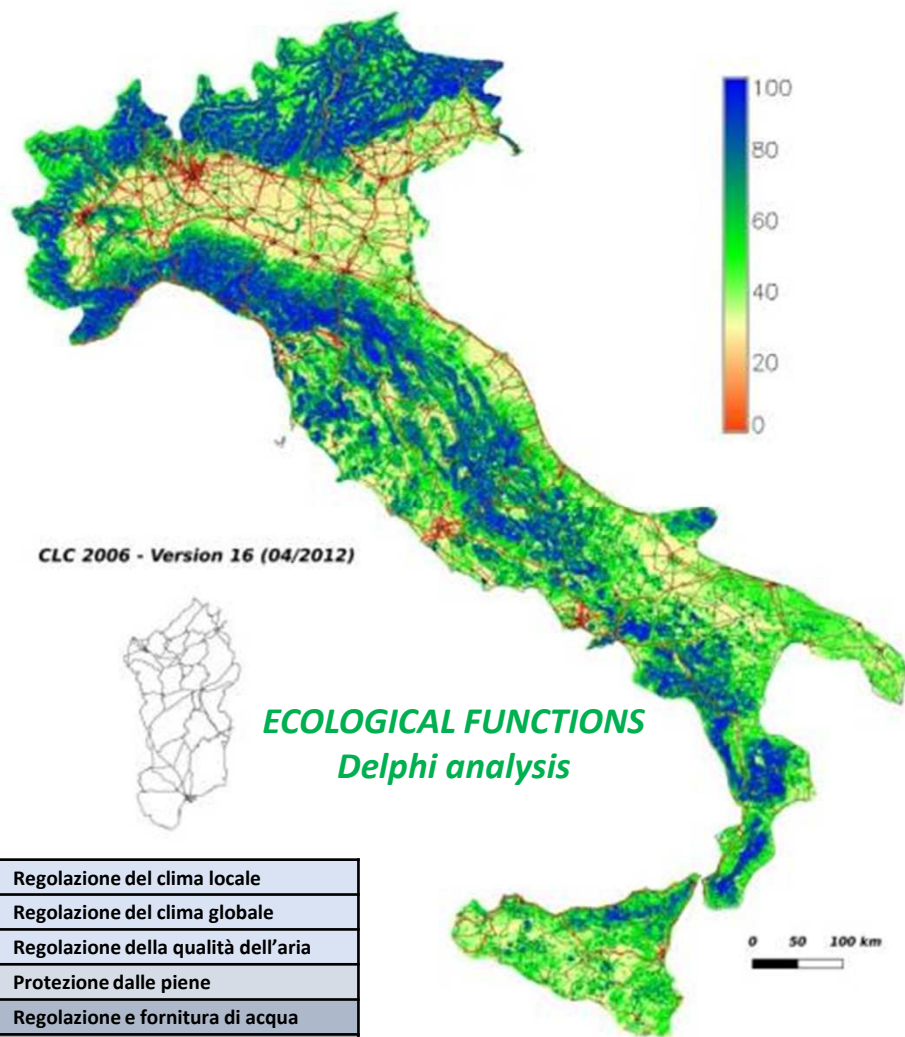 100
80
60
40
20
0
CLC 2006 - Version 16 (04/2012)
ECOLOGICAL FUNCTIONS
Delphi analysis
Regolazione del clima locale
Regolazione del clima globale
Regolazione della qualità dell'aria
Protezione dalle piene
Regolazione e fornitura di acqua
0 50 100 km